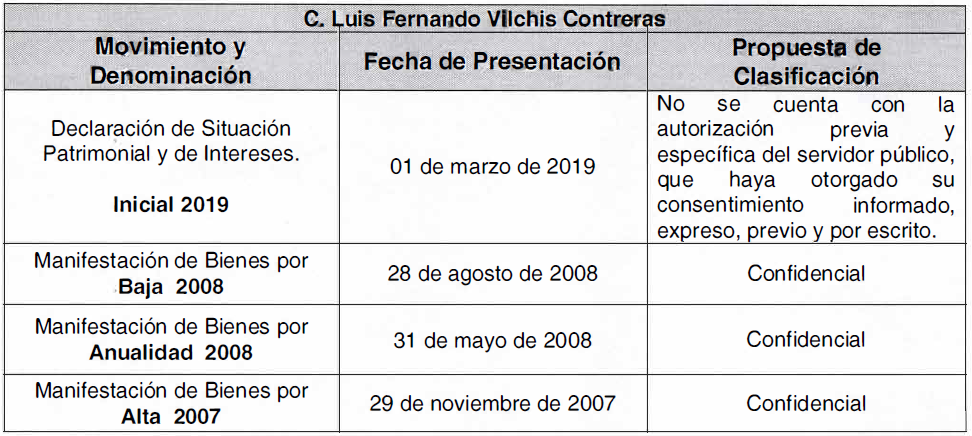 C. Luis Fernando Vilchis Contreras
Movimiento y
Denominación
Fecha de Presentación
Propuesta de
Clasificación
Declaración de Situación
Patrimonial y de Intereses.
Inicial 2019
01 de marzo de 2019
No se cuenta con la
autorización previa y
específica del servidor público,
que haya otorgado su
consentimiento informado,
expreso, previo y por escrito.
Manifestación de Bienes por
Baja 2008
28 de agosto de 2008
Confidencial
Manifestación de Bienes por
Anualidad 2008
31 de mayo de 2008
Confidencial
Manifestación de Bienes por
Alta 2007
29 de noviembre de 2007
Confidencial